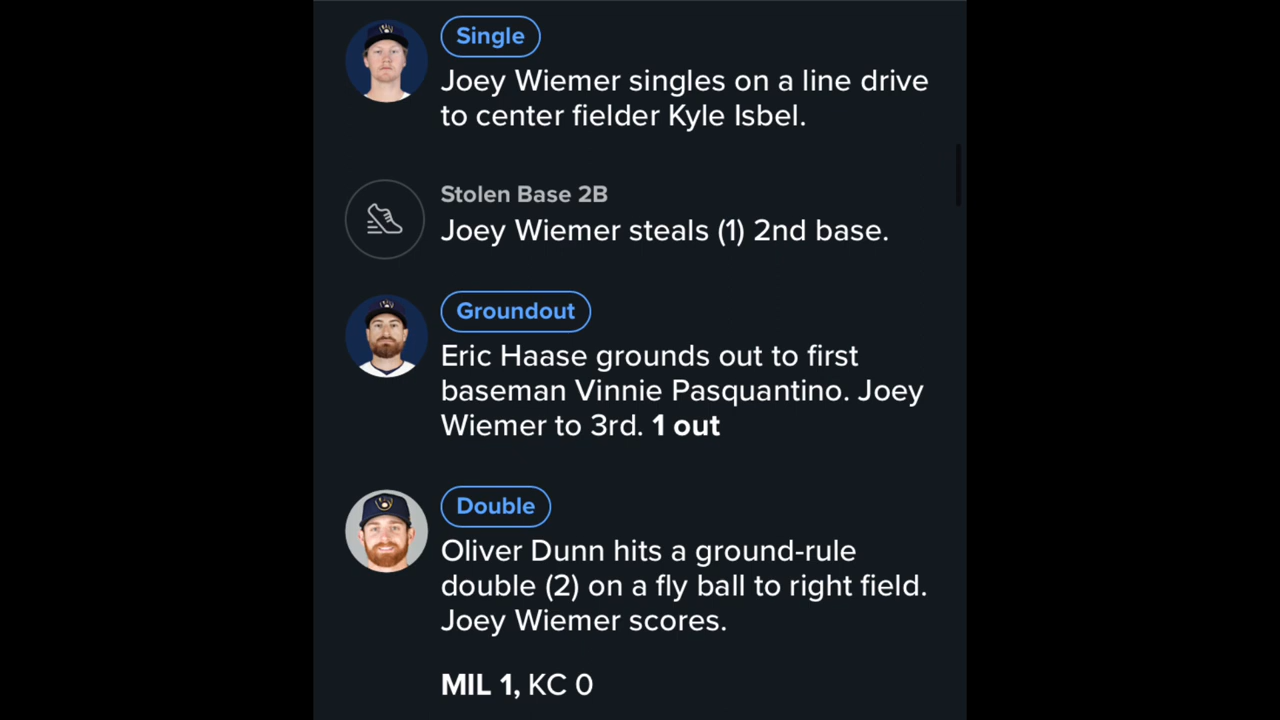 Single
Joey Wiemer singles on a line drive
to center fielder Kyle Isbel.
Stolen Base 2B
Joey Wiemer steals (1) 2nd base.
Groundout
Eric Haase grounds out to first
baseman Vinnie Pasquantino. Joey
Wiemer to 3rd. 1 out
Double
Oliver Dunn hits a ground-rule
double (2) on a fly ball to right field.
Joey Wiemer scores.
MIL 1, KC 0